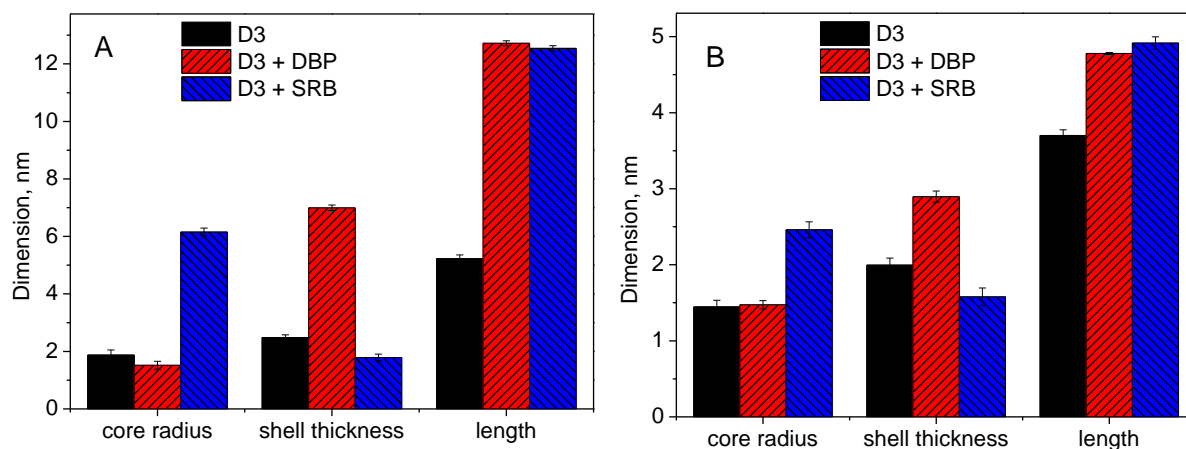 A
D3
D3 + DBP
D3 + SRB
Dimension, nm
12
10
8
6
4
2
0
core radius
shell thickness
length
B
D3
D3 + DBP
D3 + SRB
Dimension, nm
5
4
3
2
1
0
core radius
shell thickness
length